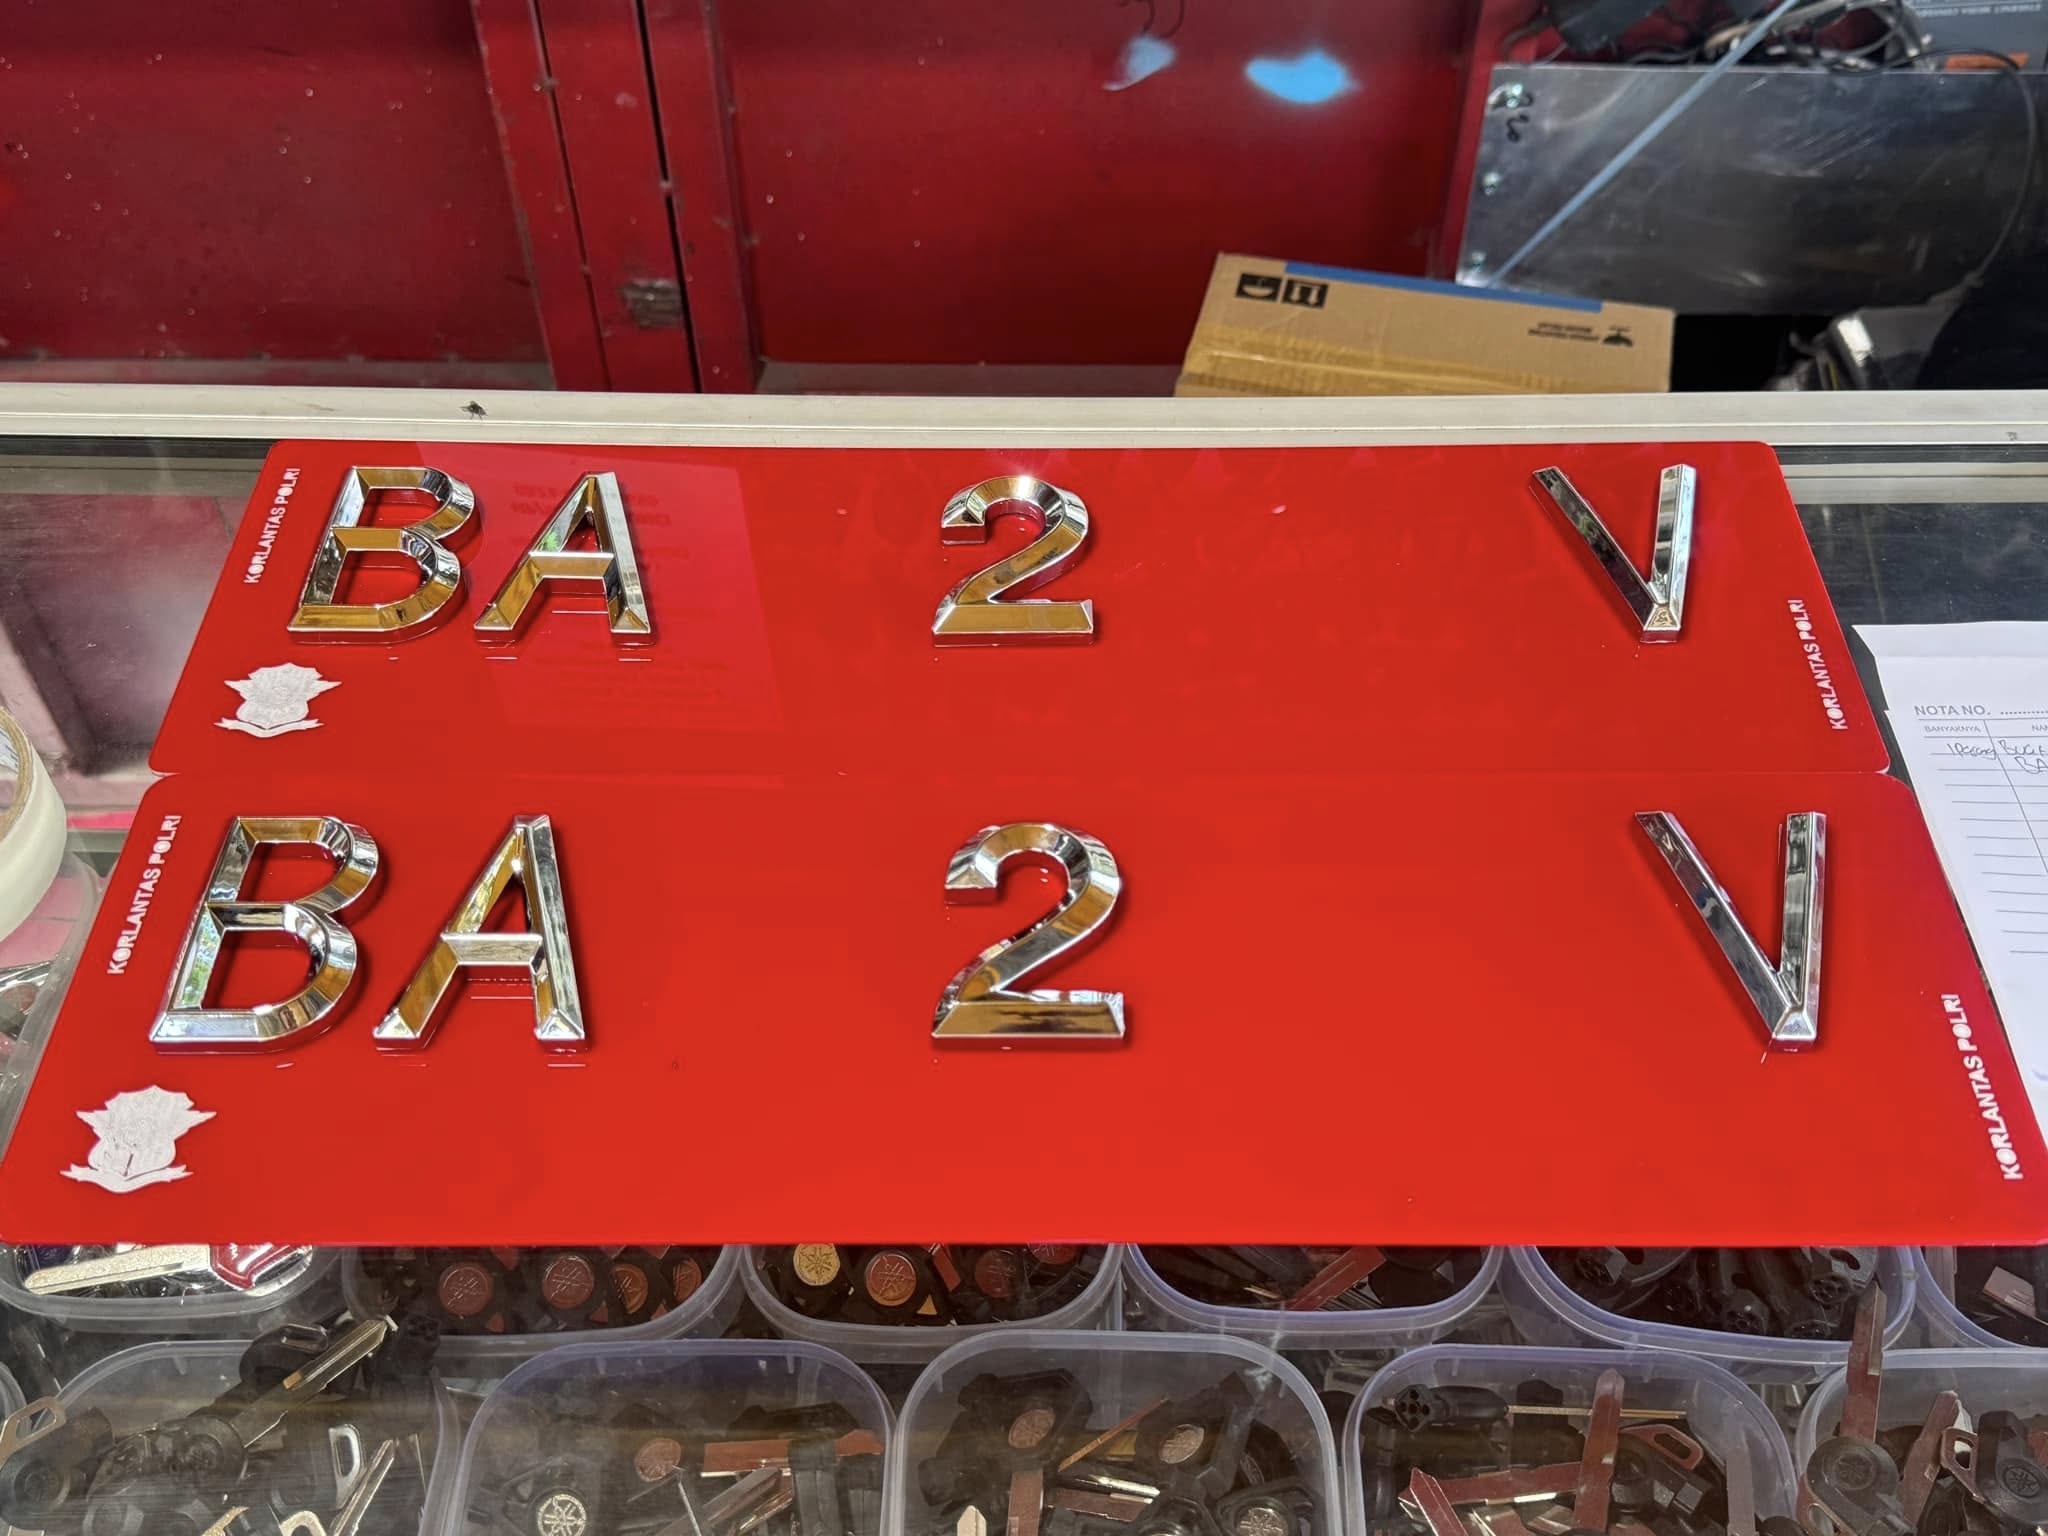 KORLANTAS POLRI
BA 2 V
KORLANTAS POLRI
KORLANTAS POLRI
BA 2 V
KORLANTAS POLRI
NOTA NO.
BANYAKNYA